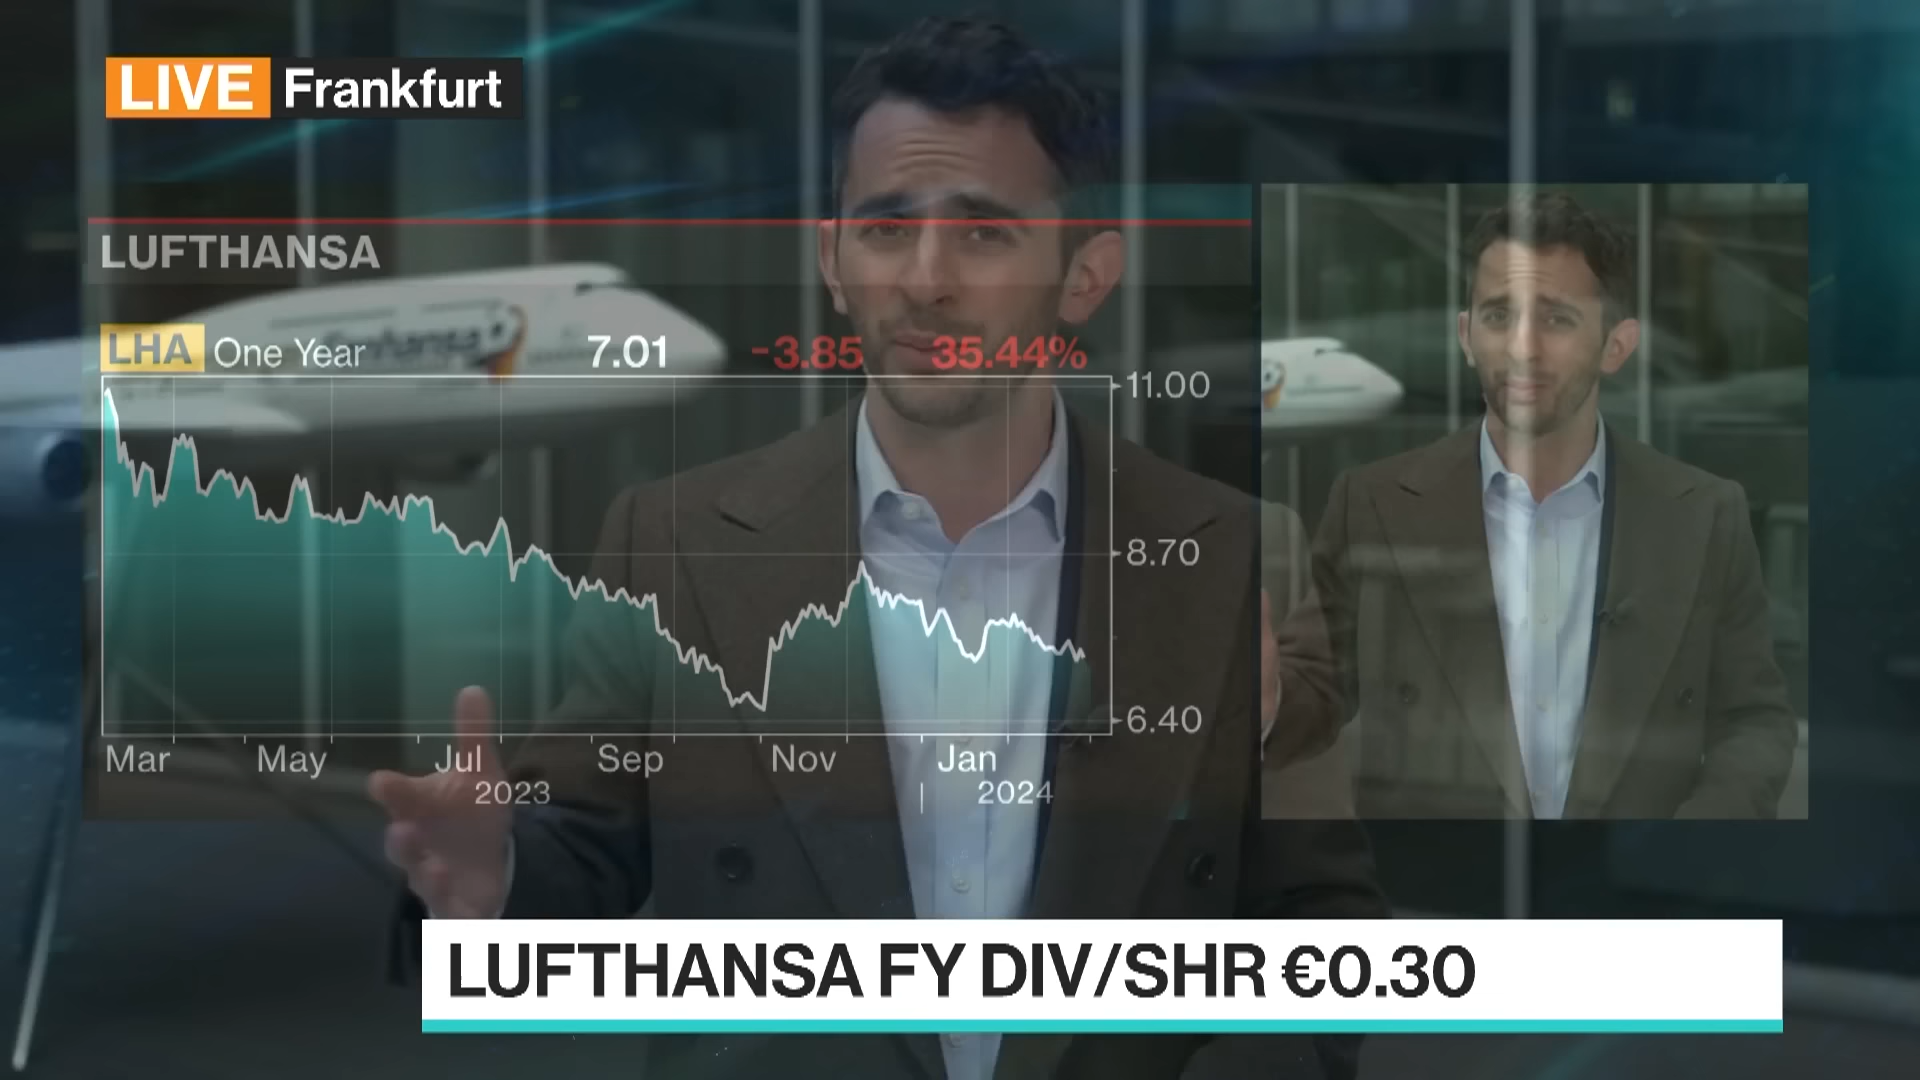 LIVE Frankfurt
LUFTHANSA
LHA One Year 7.01 -3.85 35.44%
11.00
8.70
6.40
Mar May Jul Sep Nov Jan
2023 2024
LUFTHANSA FY DIV/SHR €0.30